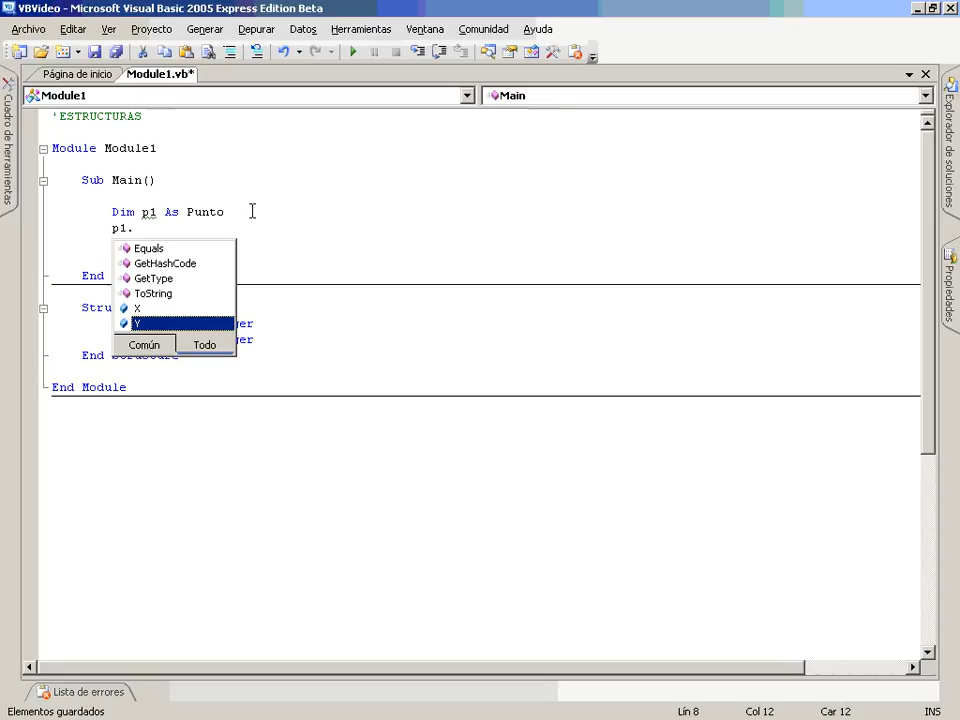 VBVideo - Microsoft Visual Basic 2005 Express Edition Beta
Archivo Editar Ver Proyecto Generar Depurar Datos Herramientas Ventana Comunidad Ayuda
Página de inicio Module1.vb*
Module1 Main
'ESTRUCTURAS
Module Module1
Sub Main()
Dim p1 As Punto
p1.
Equals
GetHashCode
GetType
ToString
X
Y
Común Todo
End
Stru
ger
ger
End
End Module
Cuadro de herramientas
Explorador de soluciones
Propiedades
Lista de errores
Elementos guardados Lín 8 Col 12 Car 12 INS